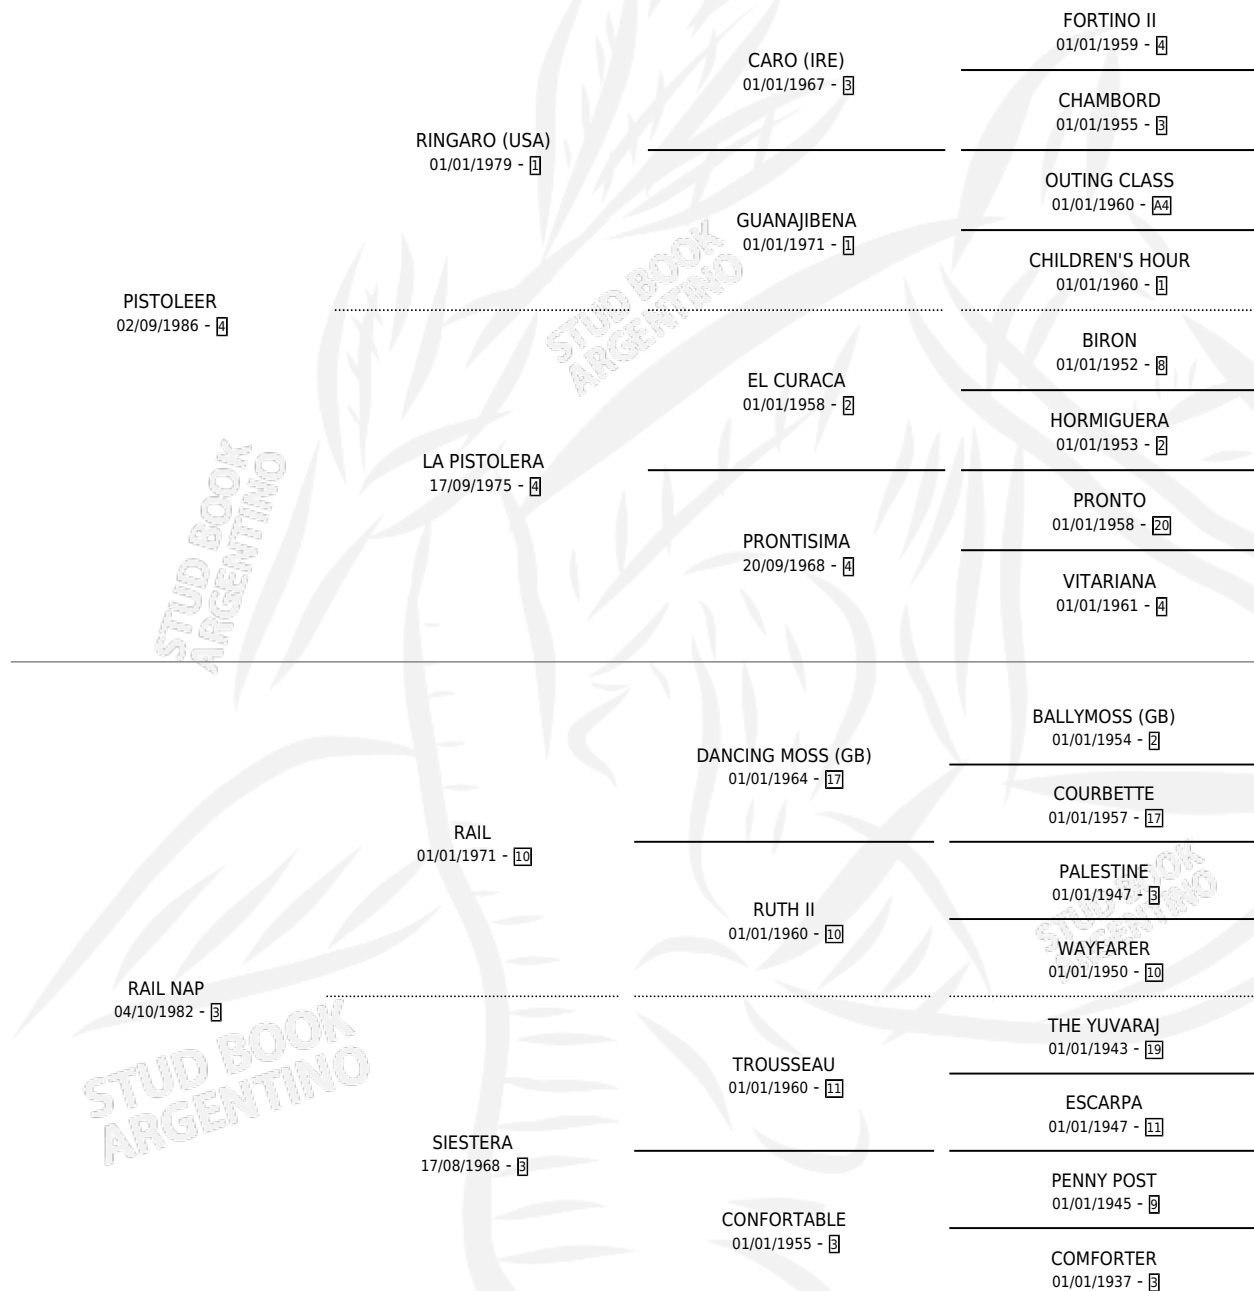 FORTINO II
01/01/1959 - 4
CARO (IRE)
01/01/1967 - 3
CHAMBORD
01/01/1955 - 3
RINGARO (USA)
01/01/1979 - 1
OUTING CLASS
01/01/1960 - A4
GUANAJIBENA
01/01/1971 - 1
CHILDREN'S HOUR
01/01/1960 - 1
PISTOLEER
02/09/1986 - 4
BIRON
01/01/1952 - 8
EL CURACA
01/01/1958 - 2
HORMIGUERA
01/01/1953 - 2
LA PISTOLERA
17/09/1975 - 4
PRONTO
01/01/1958 - 20
PRONTISIMA
20/09/1968 - 4
VITARIANA
01/01/1961 - 4
STUD BOOK
ARGENTINO
STUD BOOK
ARGENTINO
BALLYMOSS (GB)
01/01/1954 - 2
DANCING MOSS (GB)
01/01/1964 - 17
COURBETTE
01/01/1957 - 17
RAIL
01/01/1971 - 10
PALESTINE
01/01/1947 - 3
RUTH II
01/01/1960 - 10
WAYFARER
01/01/1950 - 10
RAIL NAP
04/10/1982 - 3
THE YUVARAJ
01/01/1943 - 19
TROUSSEAU
01/01/1960 - 11
ESCARPA
01/01/1947 - 11
SIESTERA
17/08/1968 - 3
PENNY POST
01/01/1945 - 9
CONFORTABLE
01/01/1955 - 3
COMFORTER
01/01/1937 - 3
STUD BOOK
ARGENTINO
STUD BOOK
ARGENTINO